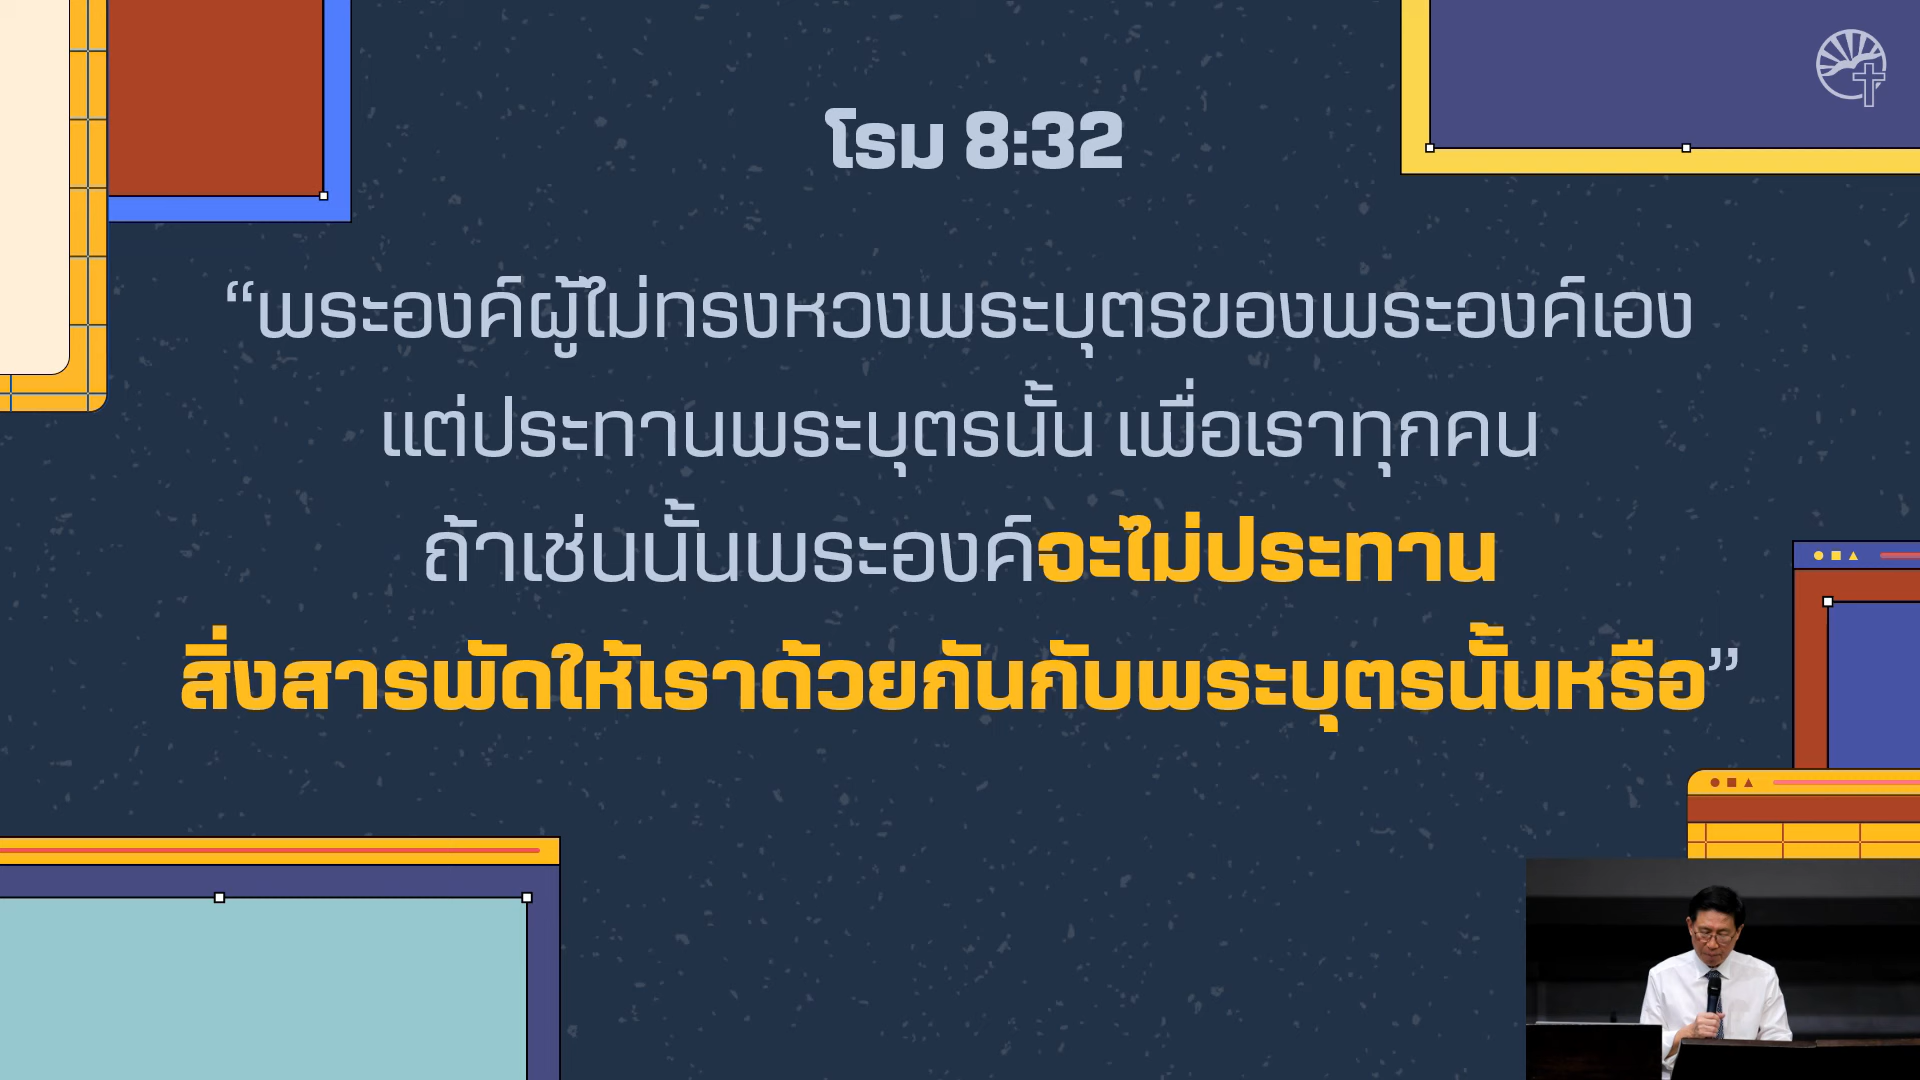 โรม 8:32
“พระองค์ผู้ไม่ทรงหวงพระบุตรของพระองค์เอง
แต่ประทานพระบุตรนั้น เพื่อเราทุกคน
ถ้าเช่นนั้นพระองค์จะไม่ประทาน
สิ่งสารพัดให้เราด้วยกันกับพระบุตรนั้นหรือ”